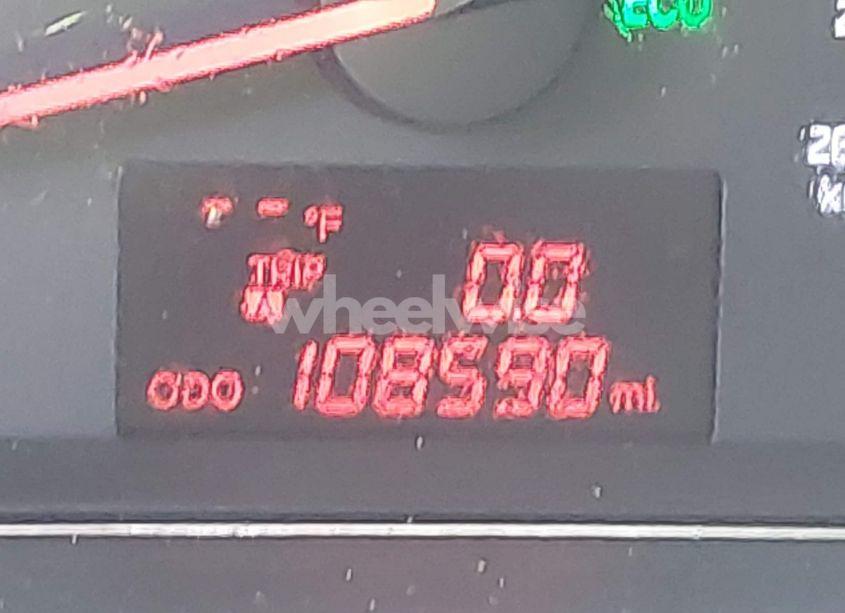 ECO
- - °F
TRIP
A
0.0
wheelwise
ODO 108590 mi.